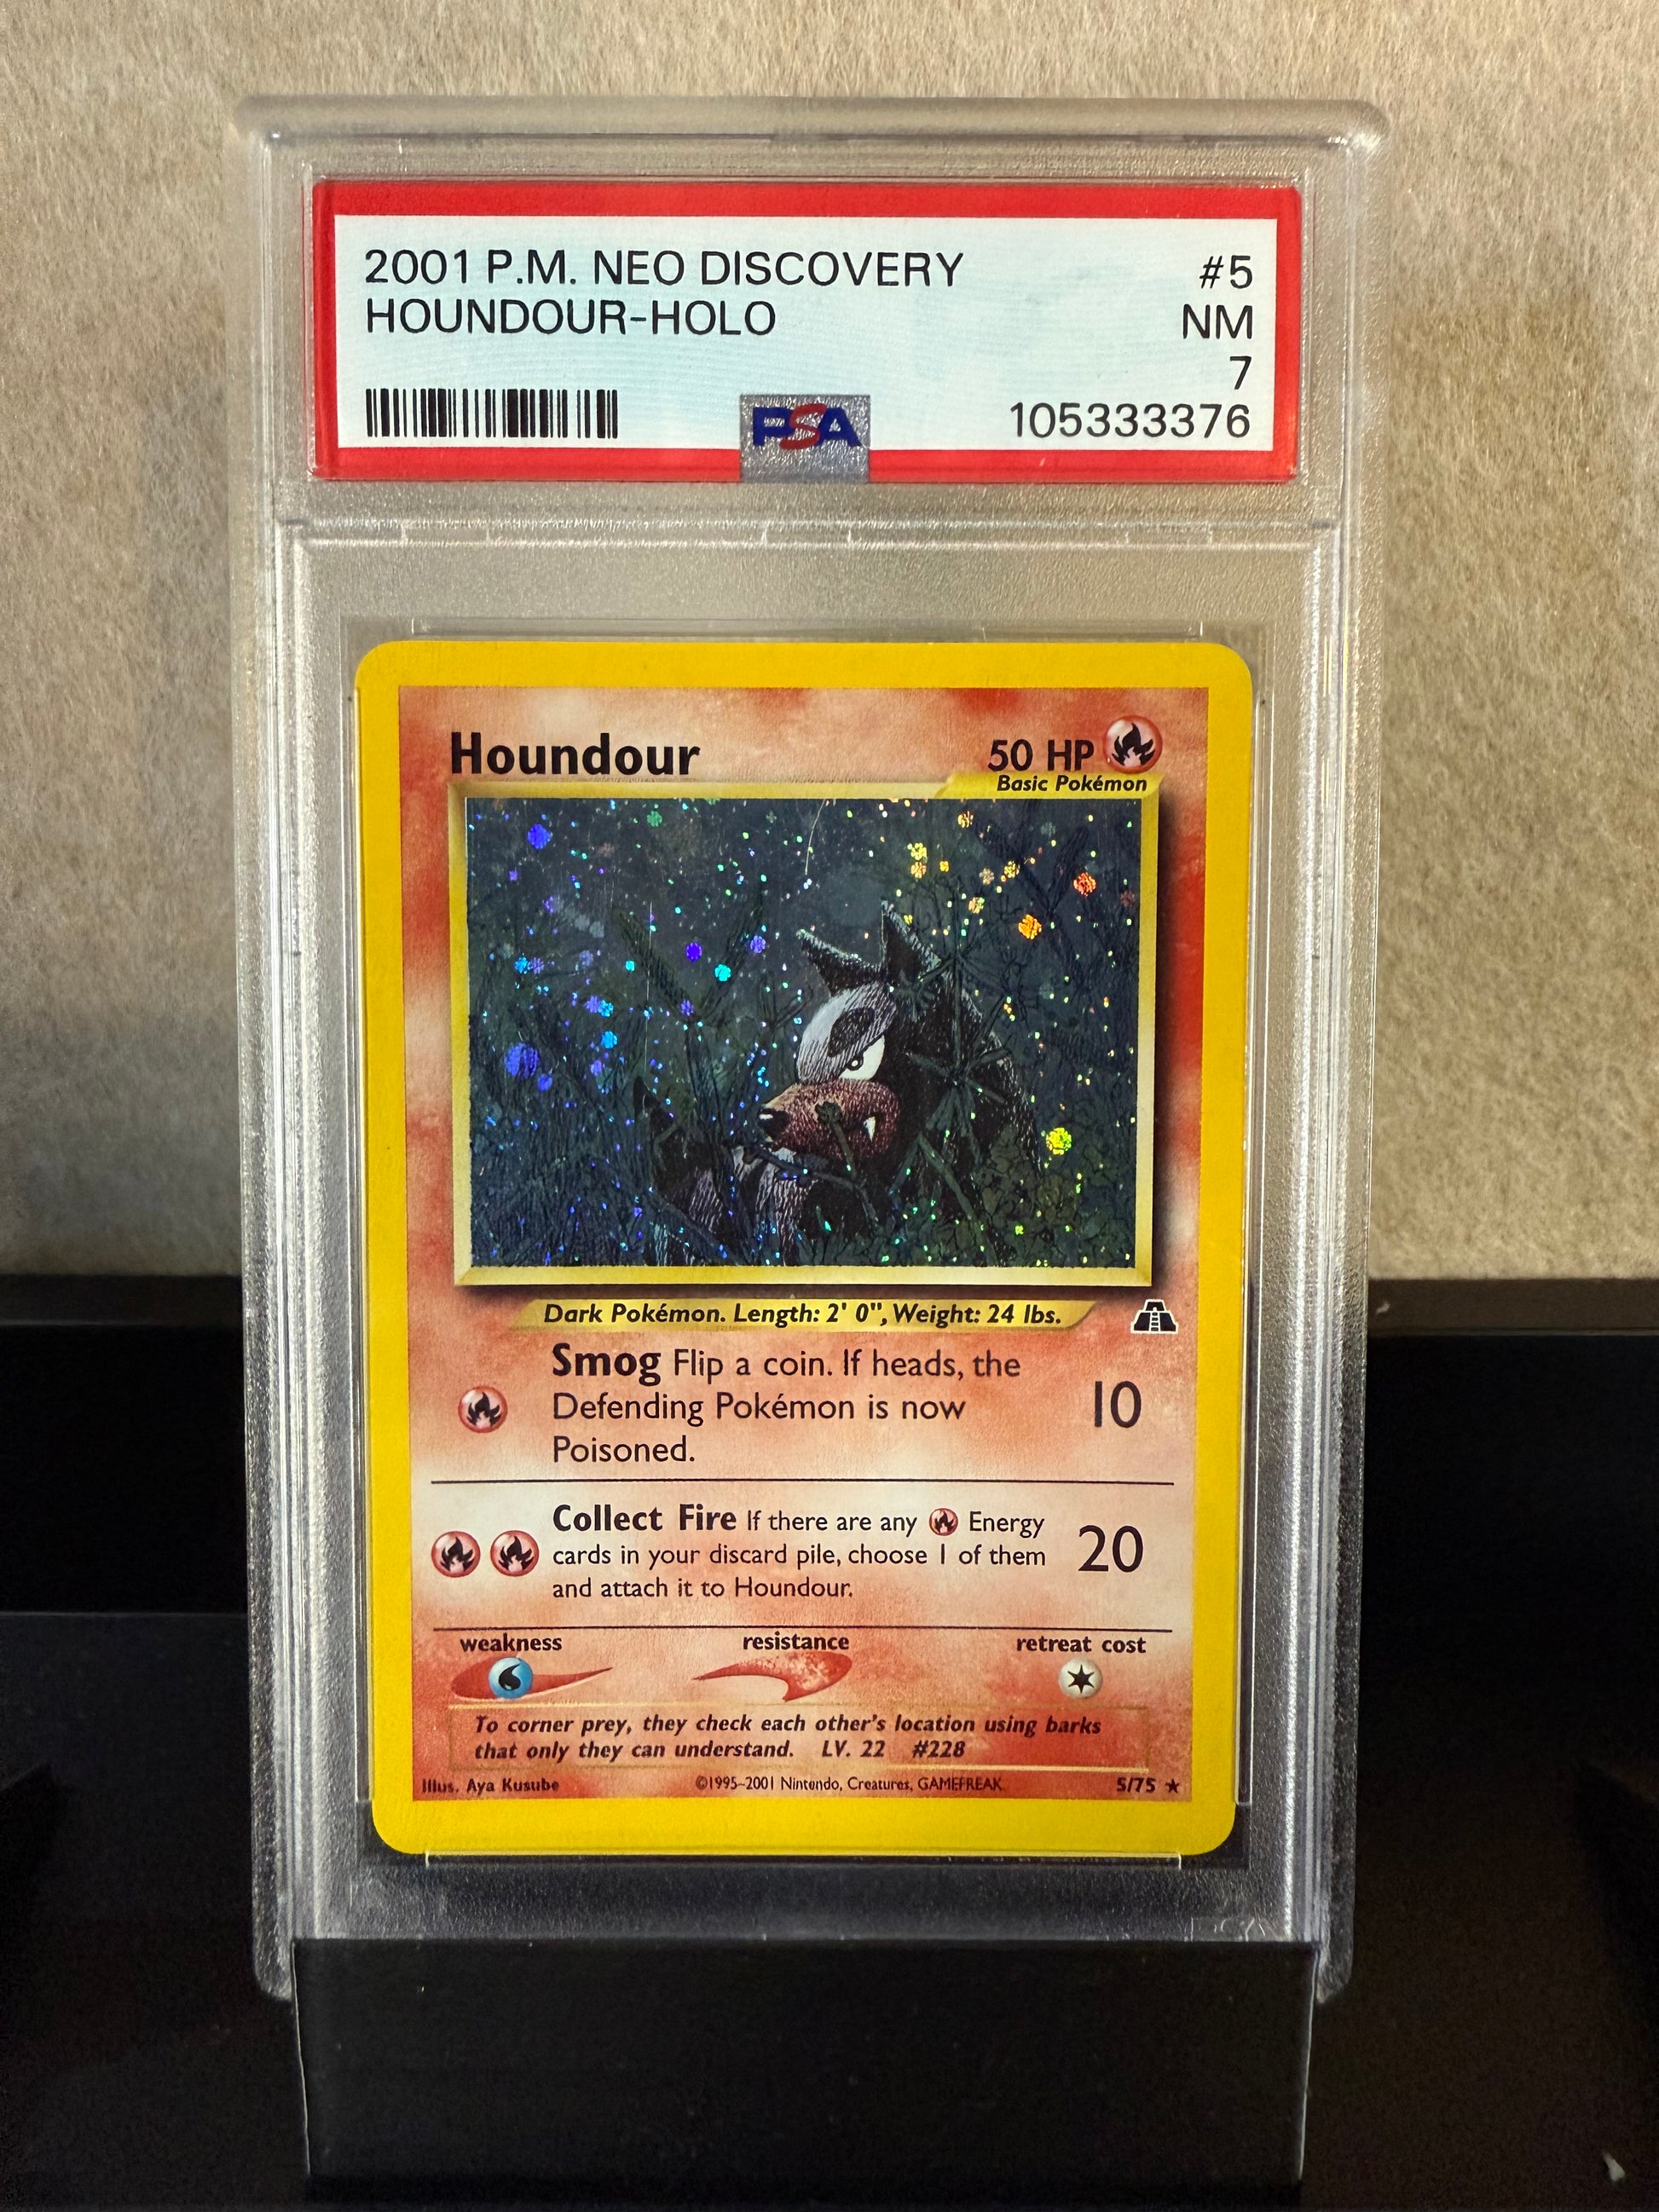 2001 P.M. NEO DISCOVERY #5
HOUNDOUR-HOLO NM
7
PSA 105333376
Houndour 50 HP
Basic Pokémon
Dark Pokémon. Length: 2' 0", Weight: 24 lbs.
Smog Flip a coin. If heads, the
Defending Pokémon is now 10
Poisoned.
Collect Fire If there are any Energy
cards in your discard pile, choose 1 of them 20
and attach it to Houndour.
weakness resistance retreat cost
To corner prey, they check each other's location using barks
that only they can understand. LV. 22 #228
Illus. Aya Kusube ©1995–2001 Nintendo, Creatures, GAMEFREAK. 5/75 ★
PSA